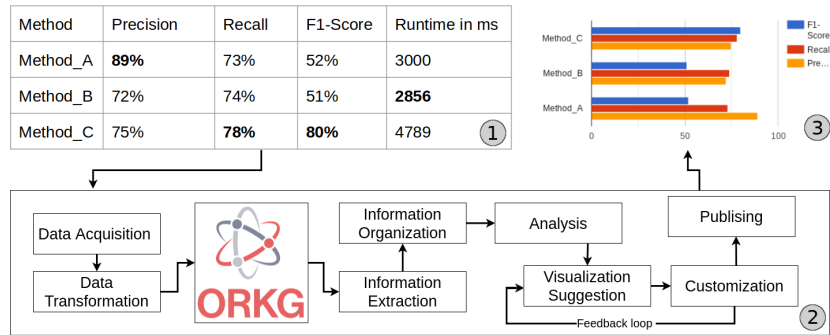 Method Precision Recall F1-Score Runtime in ms
Method_A 89% 73% 52% 3000
Method_B 72% 74% 51% 2856
Method_C 75% 78% 80% 4789
1
Method_C
Method_B
Method_A
0 50 100
F1-
Score
Recall
Pre...
3
Data Acquisition
Data
Transformation
ORKG
Information
Organization
Information
Extraction
Analysis
Visualization
Suggestion
Publising
Customization
Feedback loop
2